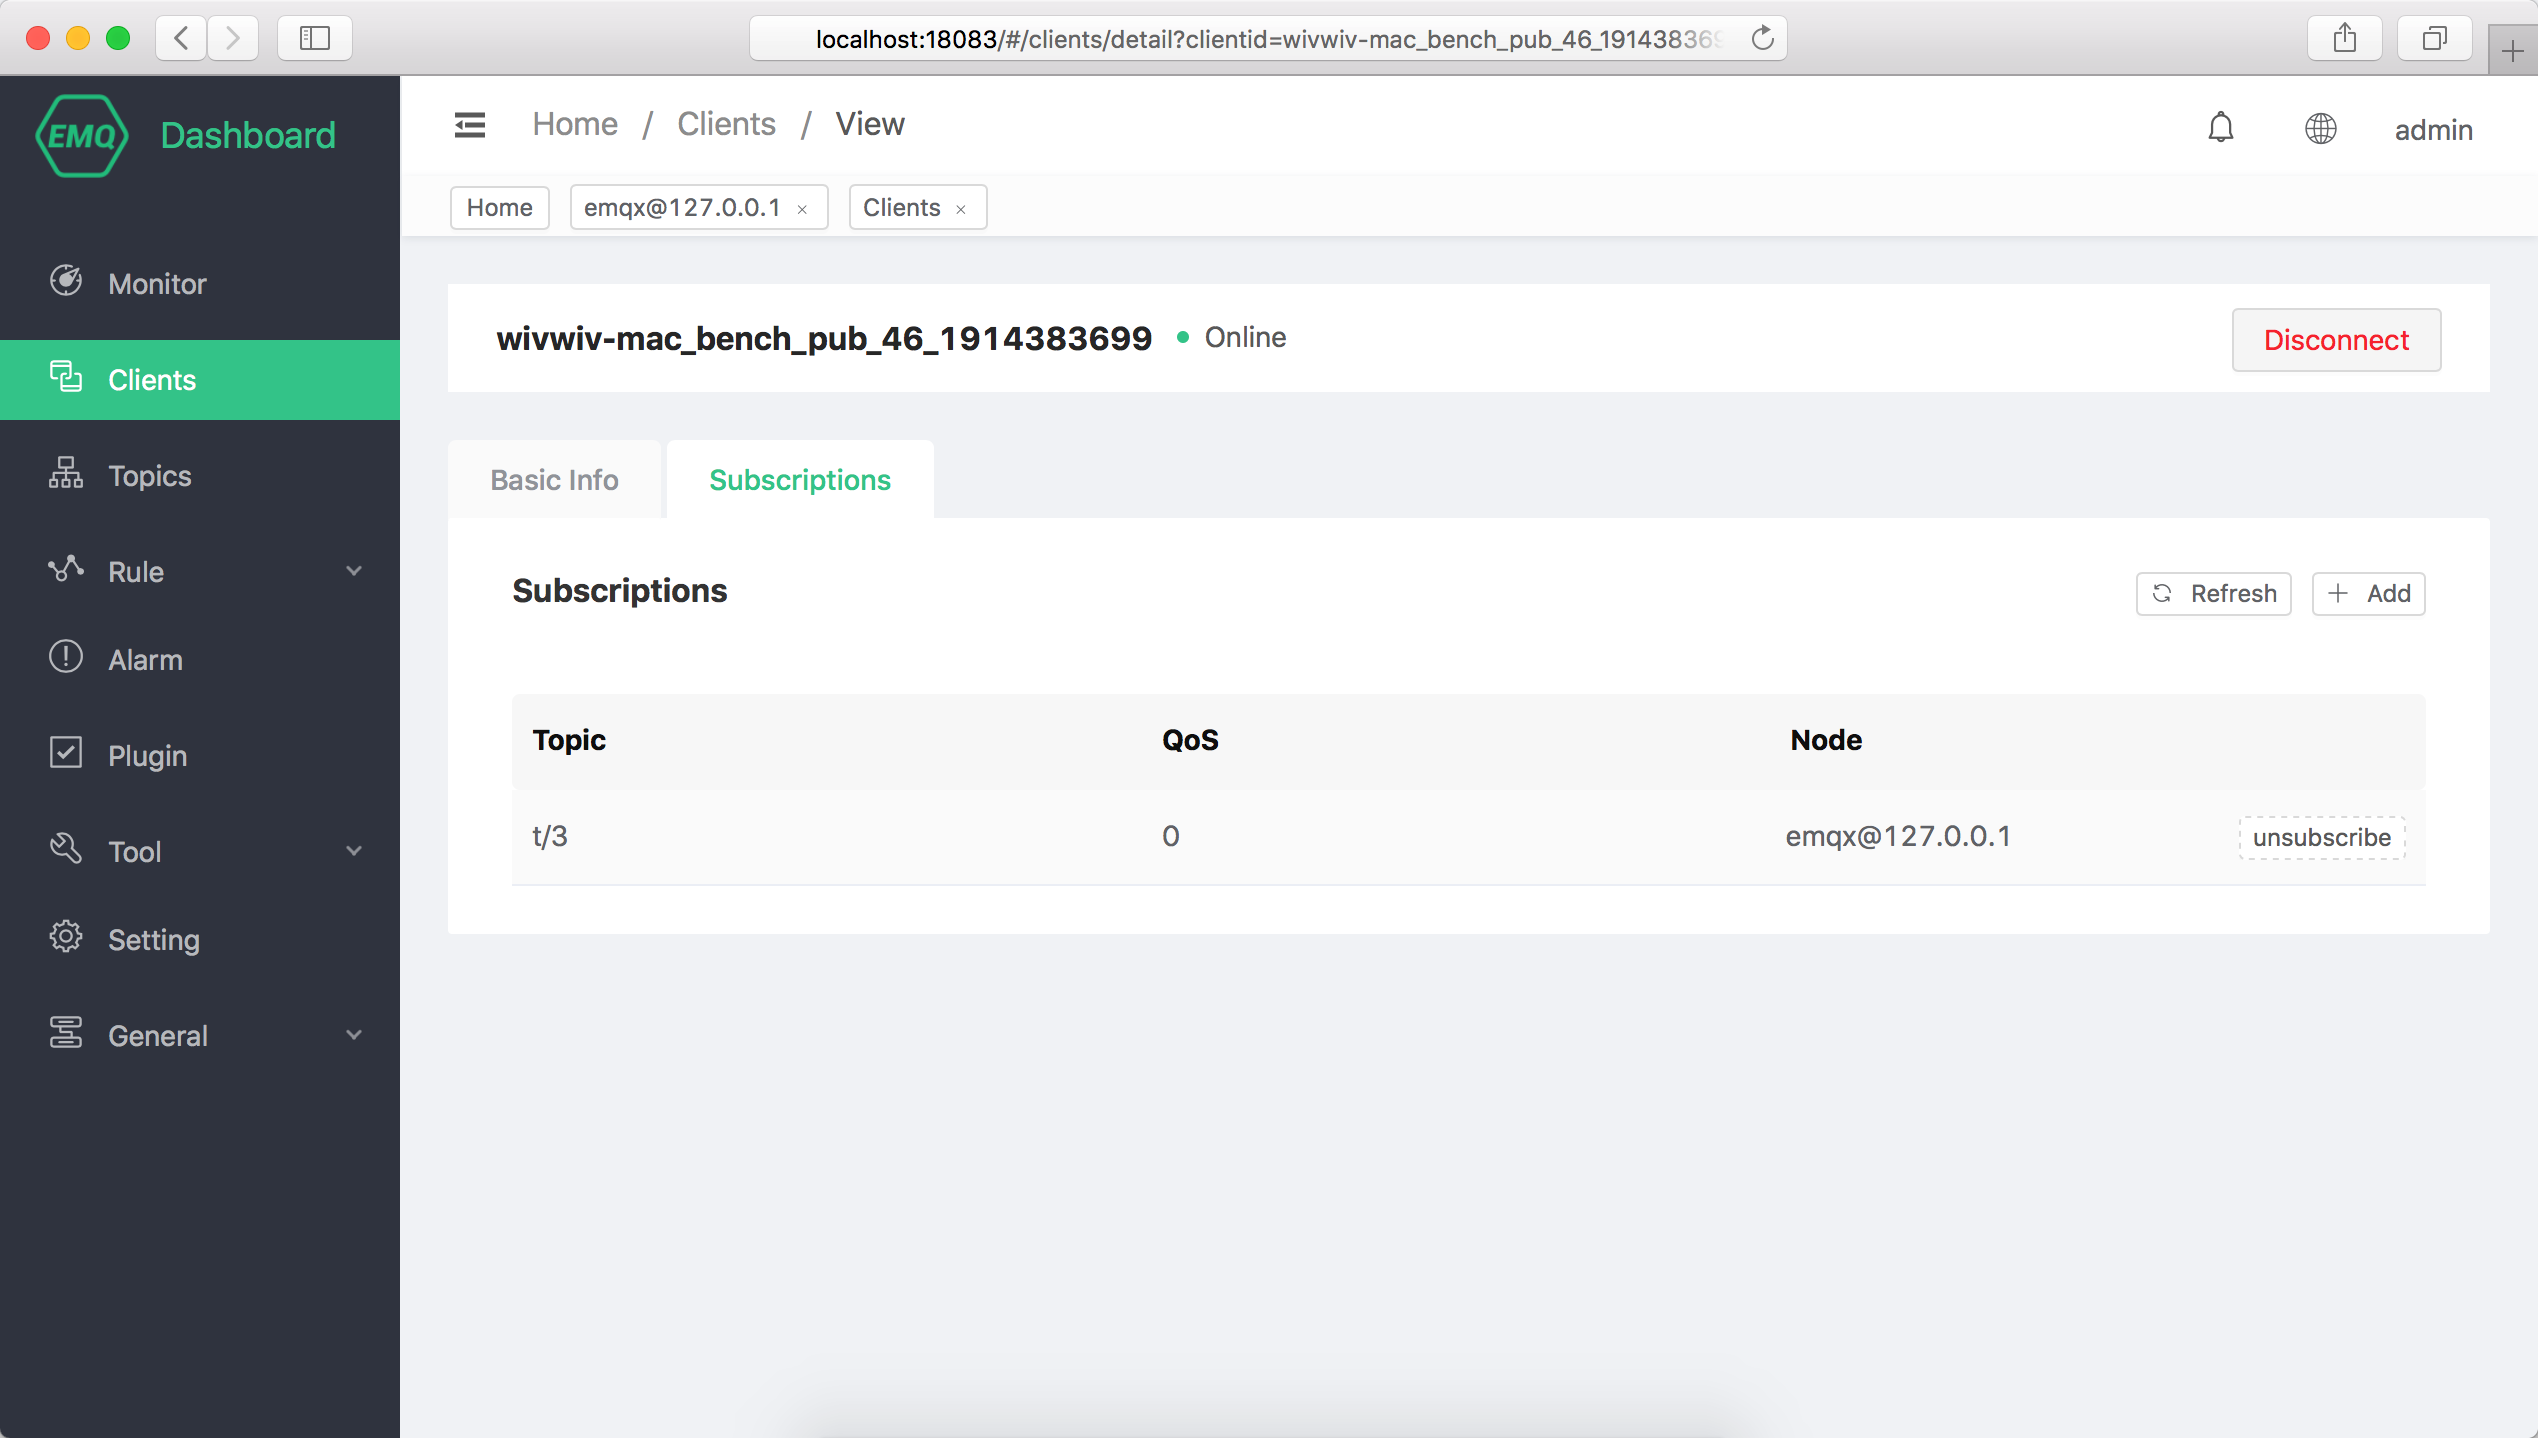 localhost:18083/#/clients/detail?clientid=wivwiv-mac_bench_pub_46_191438369
EMQ Dashboard
Home / Clients / View
admin
Home
emqx@127.0.0.1 ×
Clients ×
Monitor
Clients
Topics
Rule
Alarm
Plugin
Tool
Setting
General
wivwiv-mac_bench_pub_46_1914383699 Online
Disconnect
Basic Info
Subscriptions
Subscriptions
Refresh
+ Add
Topic QoS Node
t/3 0 emqx@127.0.0.1 unsubscribe